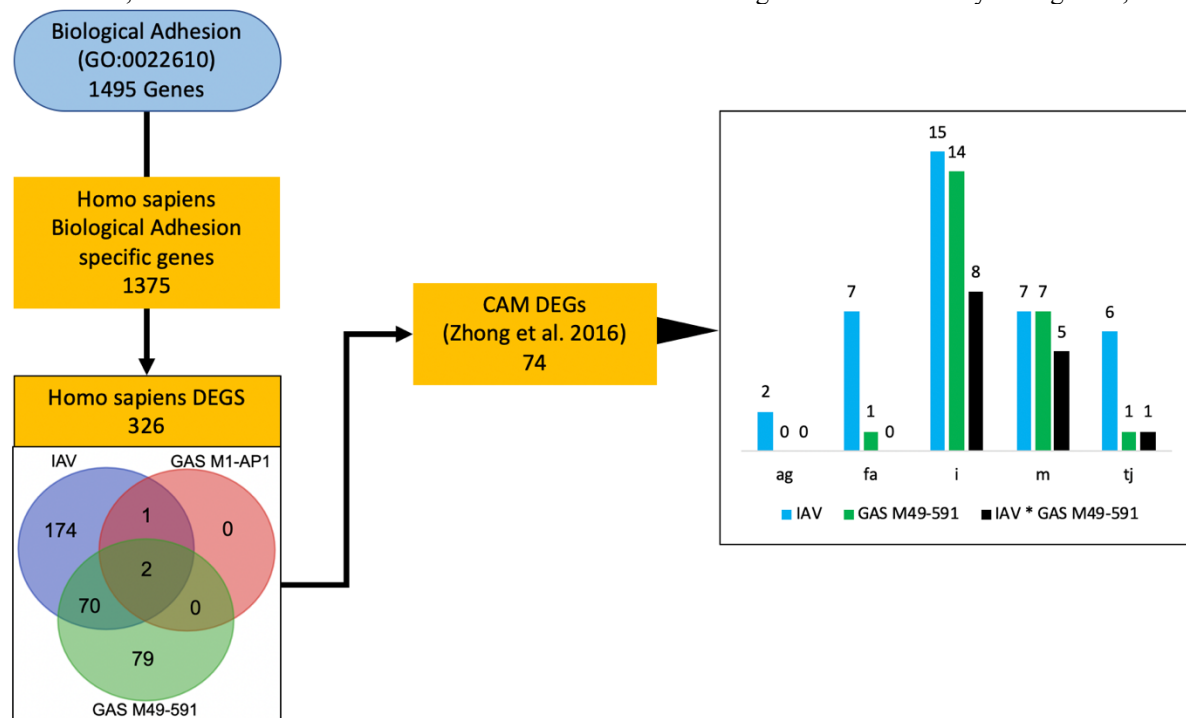 Biological Adhesion
(GO:0022610)
1495 Genes
Homo sapiens
Biological Adhesion
specific genes
1375
Homo sapiens DEGS
326
IAV
GAS M1-AP1
174
1
0
2
70
0
79
GAS M49-591
CAM DEGs
(Zhong et al. 2016)
74
15
14
8
7
7
7
5
6
2
0
0
1
0
1
1
ag
fa
i
m
tj
IAV
GAS M49-591
IAV * GAS M49-591